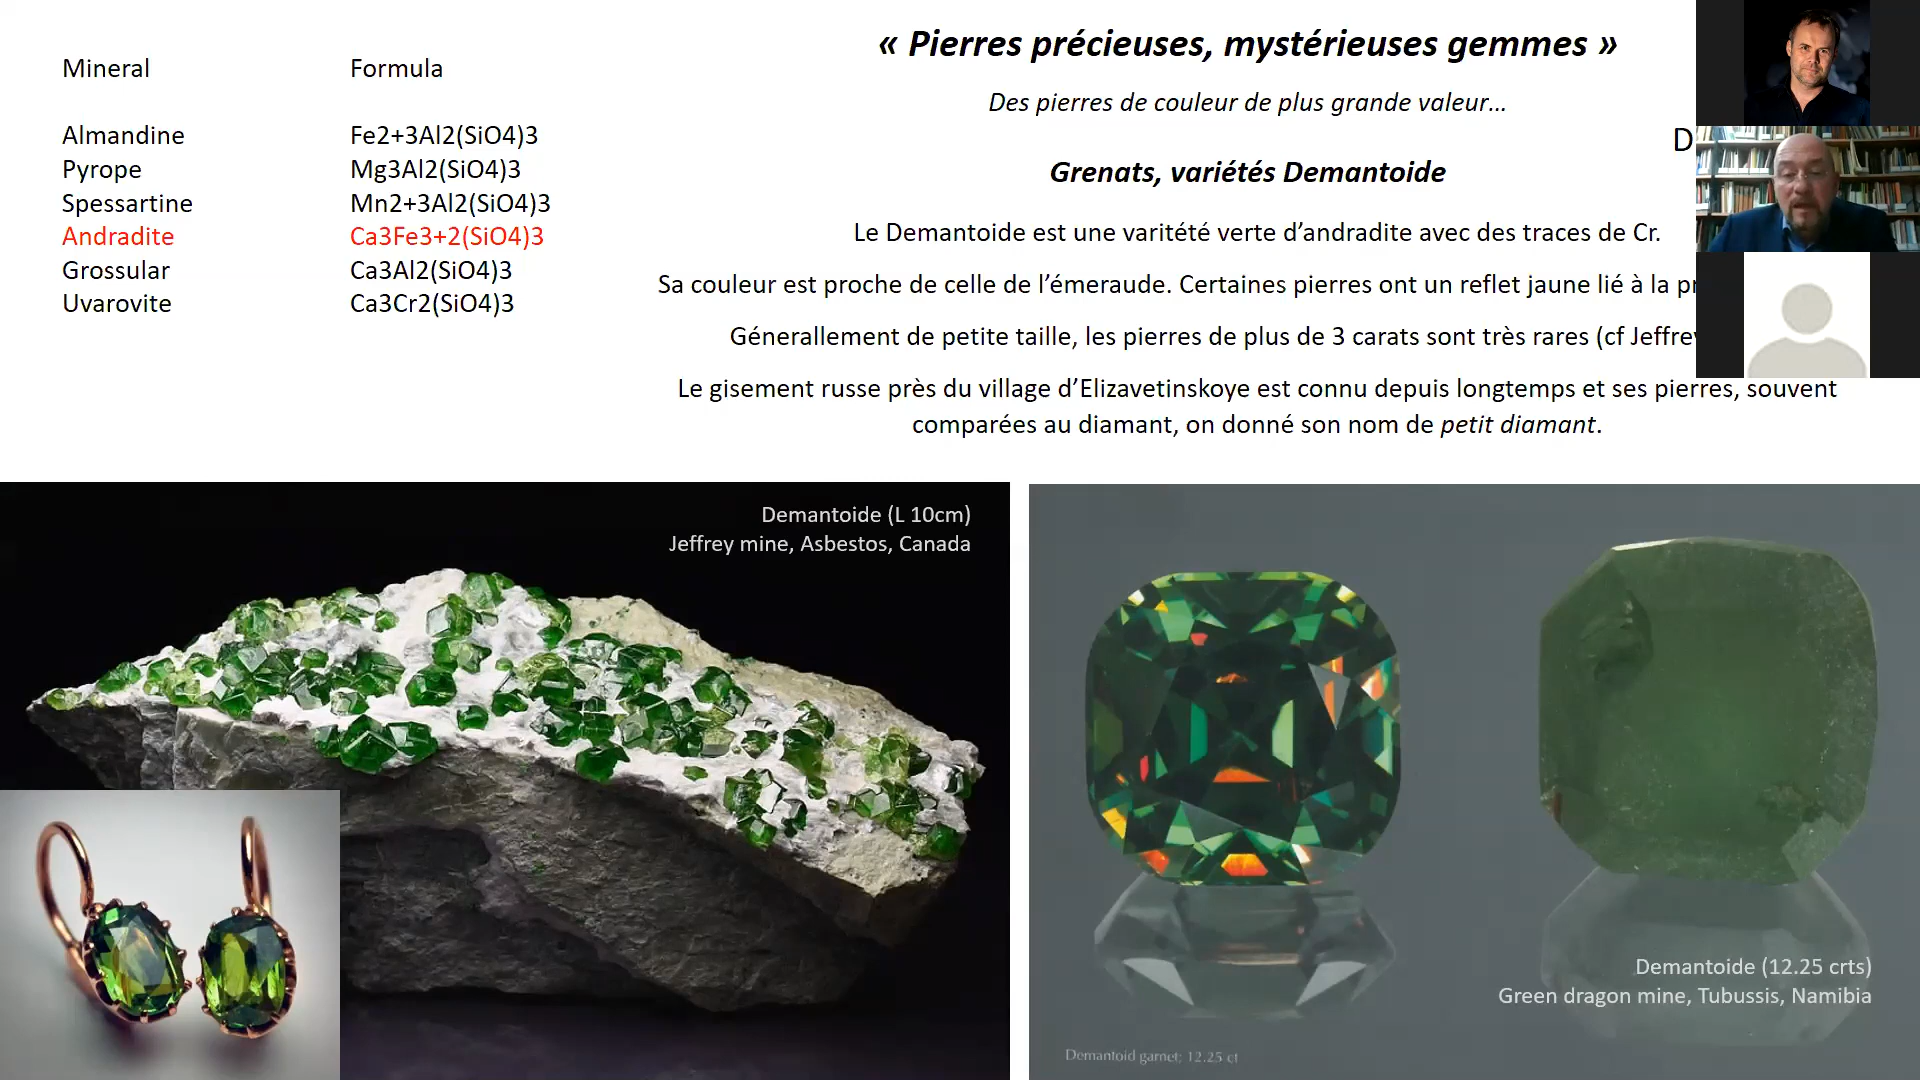 Mineral Formula
Almandine Fe2+3Al2(SiO4)3
Pyrope Mg3Al2(SiO4)3
Spessartine Mn2+3Al2(SiO4)3
Andradite Ca3Fe3+2(SiO4)3
Grossular Ca3Al2(SiO4)3
Uvarovite Ca3Cr2(SiO4)3
« Pierres précieuses, mystérieuses gemmes »
Des pierres de couleur de plus grande valeur…
D
Grenats, variétés Demantoide
Le Demantoide est une varitété verte d’andradite avec des traces de Cr.
Sa couleur est proche de celle de l’émeraude. Certaines pierres ont un reflet jaune lié à la
Génerallement de petite taille, les pierres de plus de 3 carats sont très rares (cf Jeffrey
Le gisement russe près du village d’Elizavetinskoye est connu depuis longtemps et ses pierres, souvent
comparées au diamant, on donné son nom de petit diamant.
Demantoide (L 10cm)
Jeffrey mine, Asbestos, Canada
Demantoide (12.25 crts)
Green dragon mine, Tubussis, Namibia
Demantoid garnet; 12.25 ct